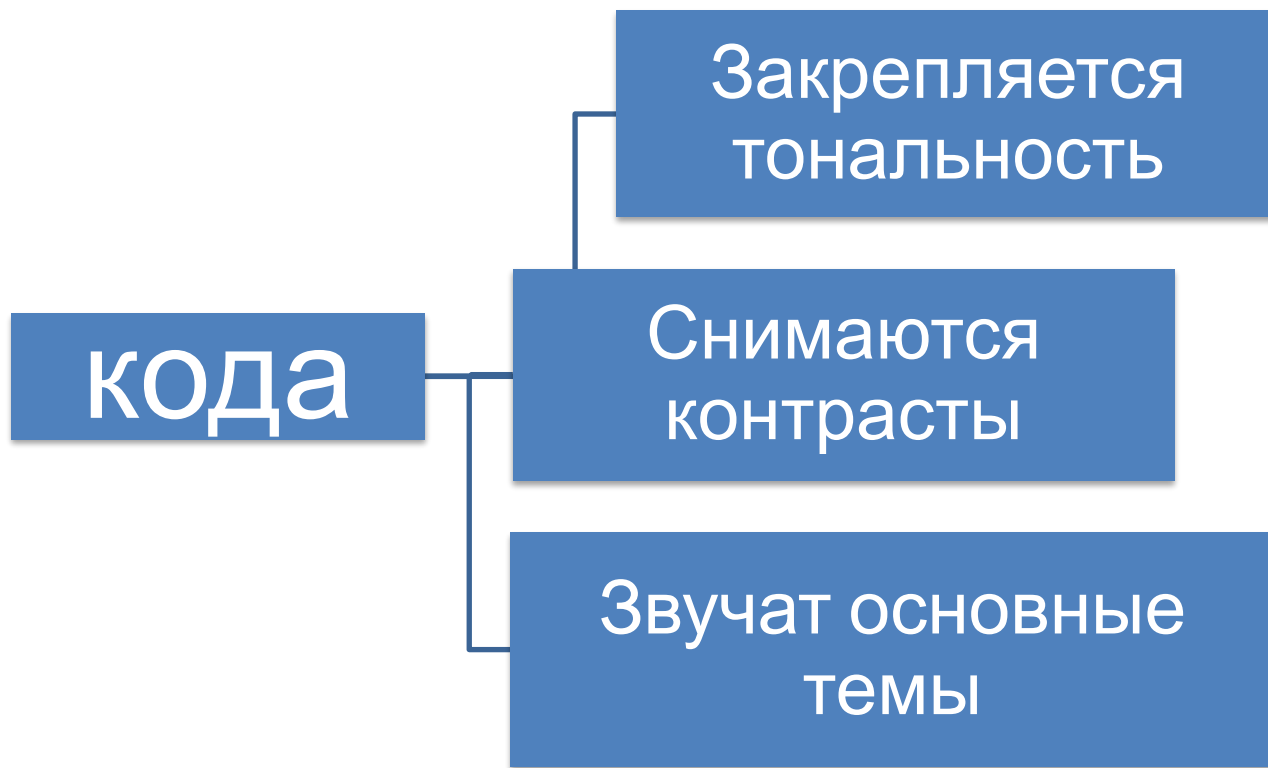 Закрепляется
тональность
кода
Снимаются
контрасты
Звучат основные
темы